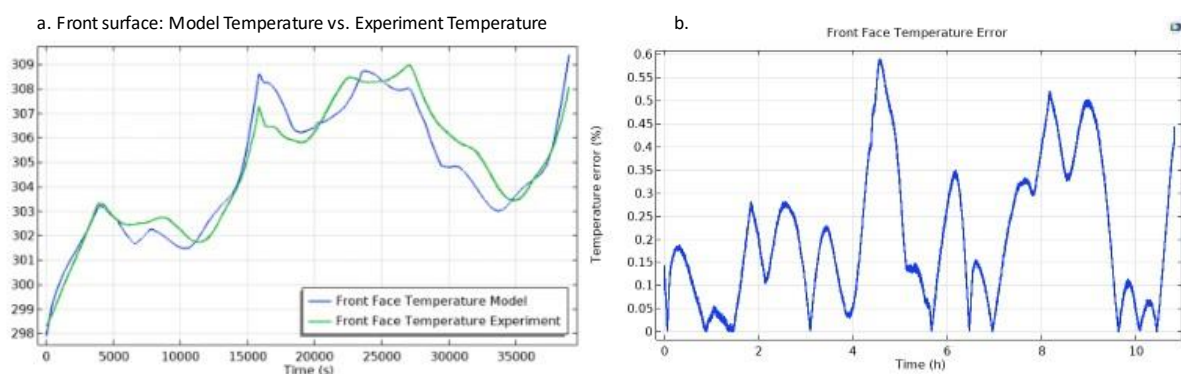 a. Front surface: Model Temperature vs. Experiment Temperature
309
308
307
306
305
304
303
302
301
300
299
298
0 5000 10000 15000 20000 25000 30000 35000
Time (s)
Front Face Temperature Model
Front Face Temperature Experiment
b.
Front Face Temperature Error
Temperature error (%)
0.6
0.55
0.5
0.45
0.4
0.35
0.3
0.25
0.2
0.15
0.1
0.05
0
0 2 4 6 8 10
Time (h)